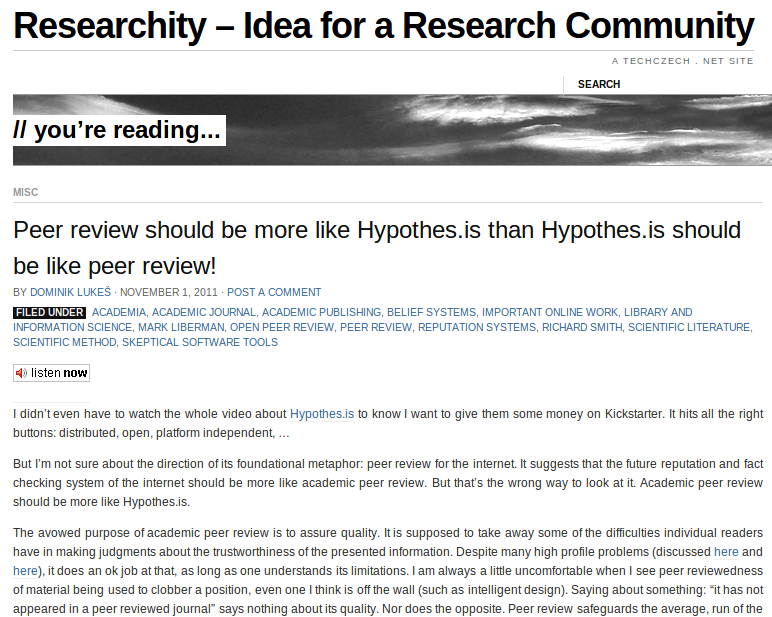 Researchity – Idea for a Research Community
A TECHCZECH . NET SITE
SEARCH
// you're reading...
MISC
Peer review should be more like Hypothes.is than Hypothes.is should
be like peer review!
BY DOMINIK LUKEŠ · NOVEMBER 1, 2011 · POST A COMMENT
FILED UNDER ACADEMIA, ACADEMIC JOURNAL, ACADEMIC PUBLISHING, BELIEF SYSTEMS, IMPORTANT ONLINE WORK, LIBRARY AND
INFORMATION SCIENCE, MARK LIBERMAN, OPEN PEER REVIEW, PEER REVIEW, REPUTATION SYSTEMS, RICHARD SMITH, SCIENTIFIC LITERATURE,
SCIENTIFIC METHOD, SKEPTICAL SOFTWARE TOOLS
listen now
I didn't even have to watch the whole video about Hypothes.is to know I want to give them some money on Kickstarter. It hits all the right
buttons: distributed, open, platform independent, …
But I'm not sure about the direction of its foundational metaphor: peer review for the internet. It suggests that the future reputation and fact
checking system of the internet should be more like academic peer review. But that's the wrong way to look at it. Academic peer review
should be more like Hypothes.is.
The avowed purpose of academic peer review is to assure quality. It is supposed to take away some of the difficulties individual readers
have in making judgments about the trustworthiness of the presented information. Despite many high profile problems (discussed here and
here), it does an ok job at that, as long as one understands its limitations. I am always a little uncomfortable when I see peer reviewedness
of material being used to clobber a position, even one I think is off the wall (such as intelligent design). Saying about something: “it has not
appeared in a peer reviewed journal” says nothing about its quality. Nor does the opposite. Peer review safeguards the average, run of the